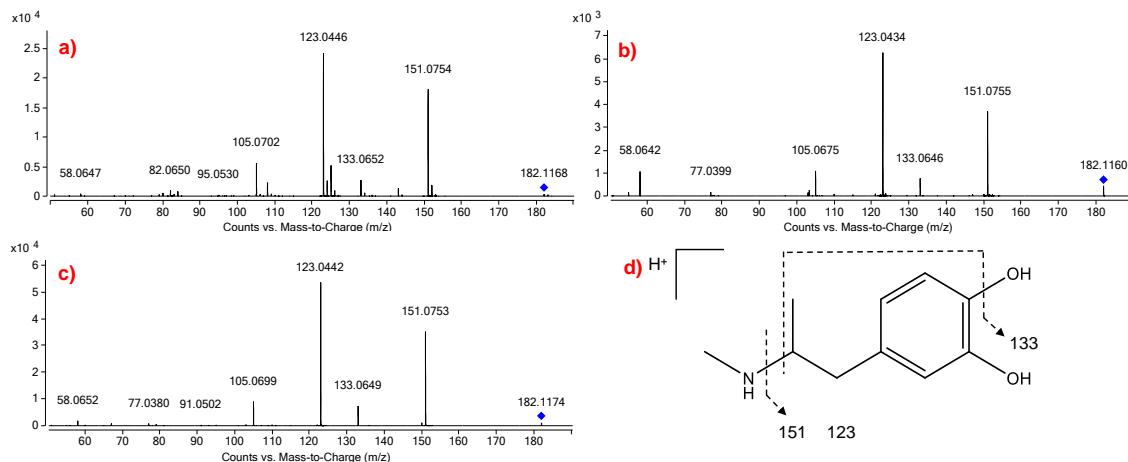 x10 4
a)
2.5
2
1.5
1
0.5
0
58.0647
82.0650
95.0530
105.0702
123.0446
133.0652
151.0754
182.1168
60 70 80 90 100 110 120 130 140 150 160 170 180
Counts vs. Mass-to-Charge (m/z)
x10 3
b)
7
6
5
4
3
2
1
0
58.0642
77.0399
105.0675
123.0434
133.0646
151.0755
182.1160
60 70 80 90 100 110 120 130 140 150 160 170 180
Counts vs. Mass-to-Charge (m/z)
x10 4
c)
6
5
4
3
2
1
0
58.0652
77.0380
91.0502
105.0699
123.0442
133.0649
151.0753
182.1174
60 70 80 90 100 110 120 130 140 150 160 170 180
Counts vs. Mass-to-Charge (m/z)
d)
H+
OH
133
N
H
OH
151 123